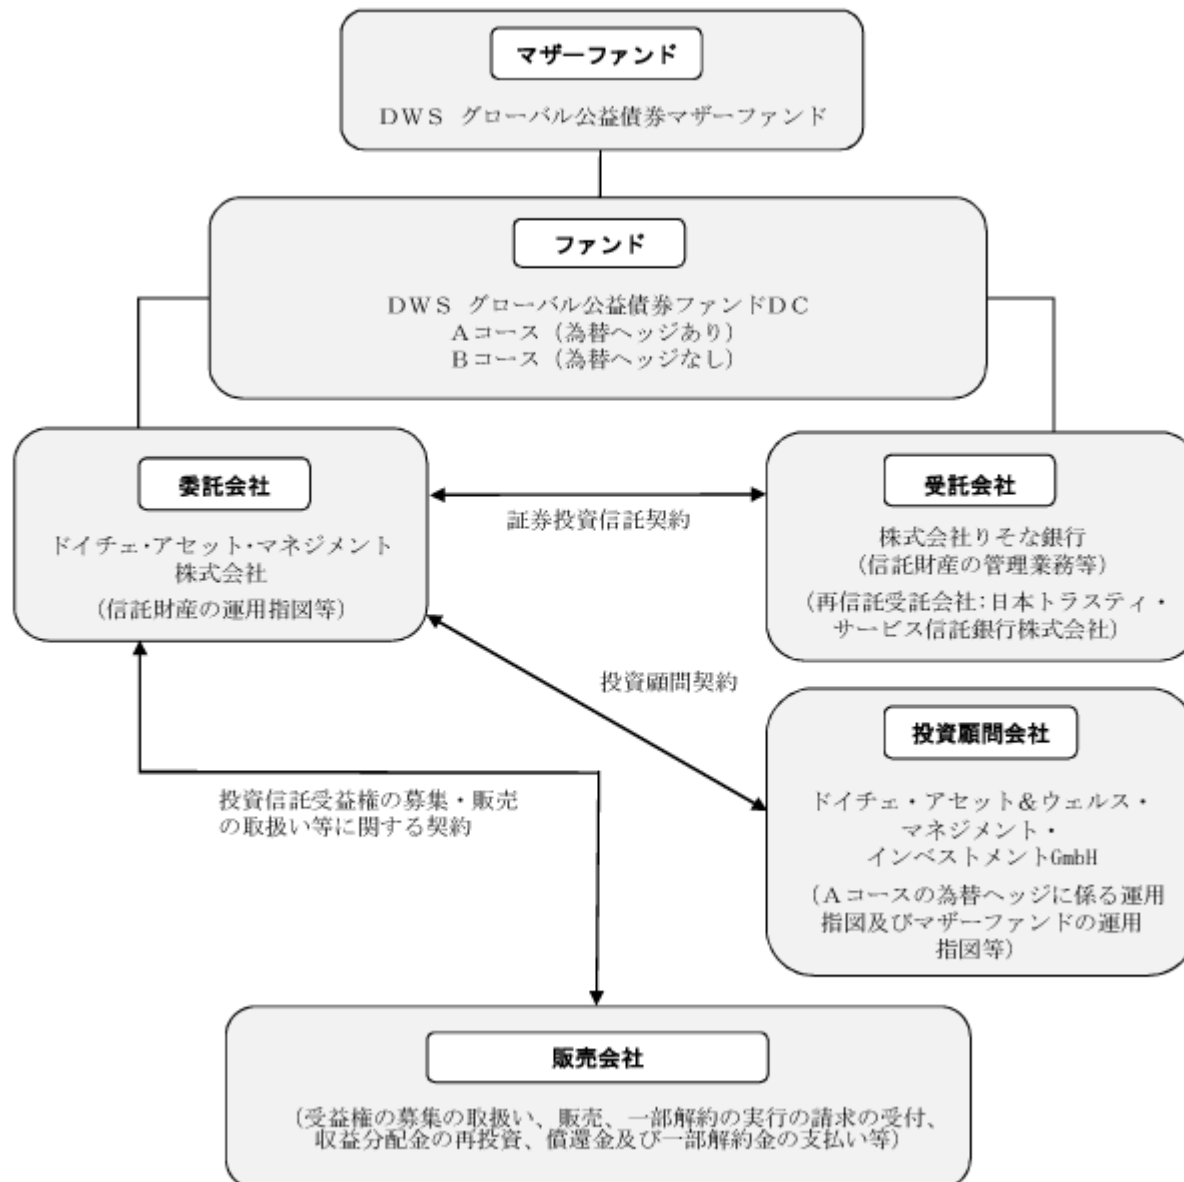 マザーファンド
DWS グローバル公益債券マザーファンド
ファンド
DWS グローバル公益債券ファンドDC
Aコース（為替ヘッジあり）
Bコース（為替ヘッジなし）
委託会社
ドイチェ・アセット・マネジメント
株式会社
（信託財産の運用指図等）
証券投資信託契約
受託会社
株式会社りそな銀行
（信託財産の管理業務等）
（再信託受託会社：日本トラスティ・
サービス信託銀行株式会社）
投資顧問契約
投資顧問会社
ドイチェ・アセット＆ウェルス・
マネジメント・
インベストメントGmbH
（Aコースの為替ヘッジに係る運用
指図及びマザーファンドの運用
指図等）
投資信託受益権の募集・販売
の取扱い等に関する契約
販売会社
（受益権の募集の取扱い、販売、一部解約の実行の請求の受付、
収益分配金の再投資、償還金及び一部解約金の支払い等）